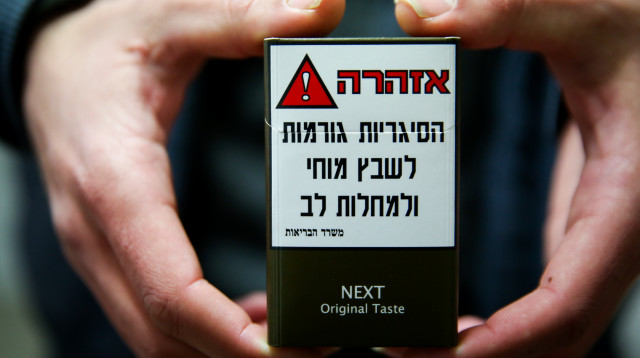 אזהרה
הסיגריות גורמות
לשבץ מוחי
ולמחלות לב
משרד הבריאות
NEXT
Original Taste